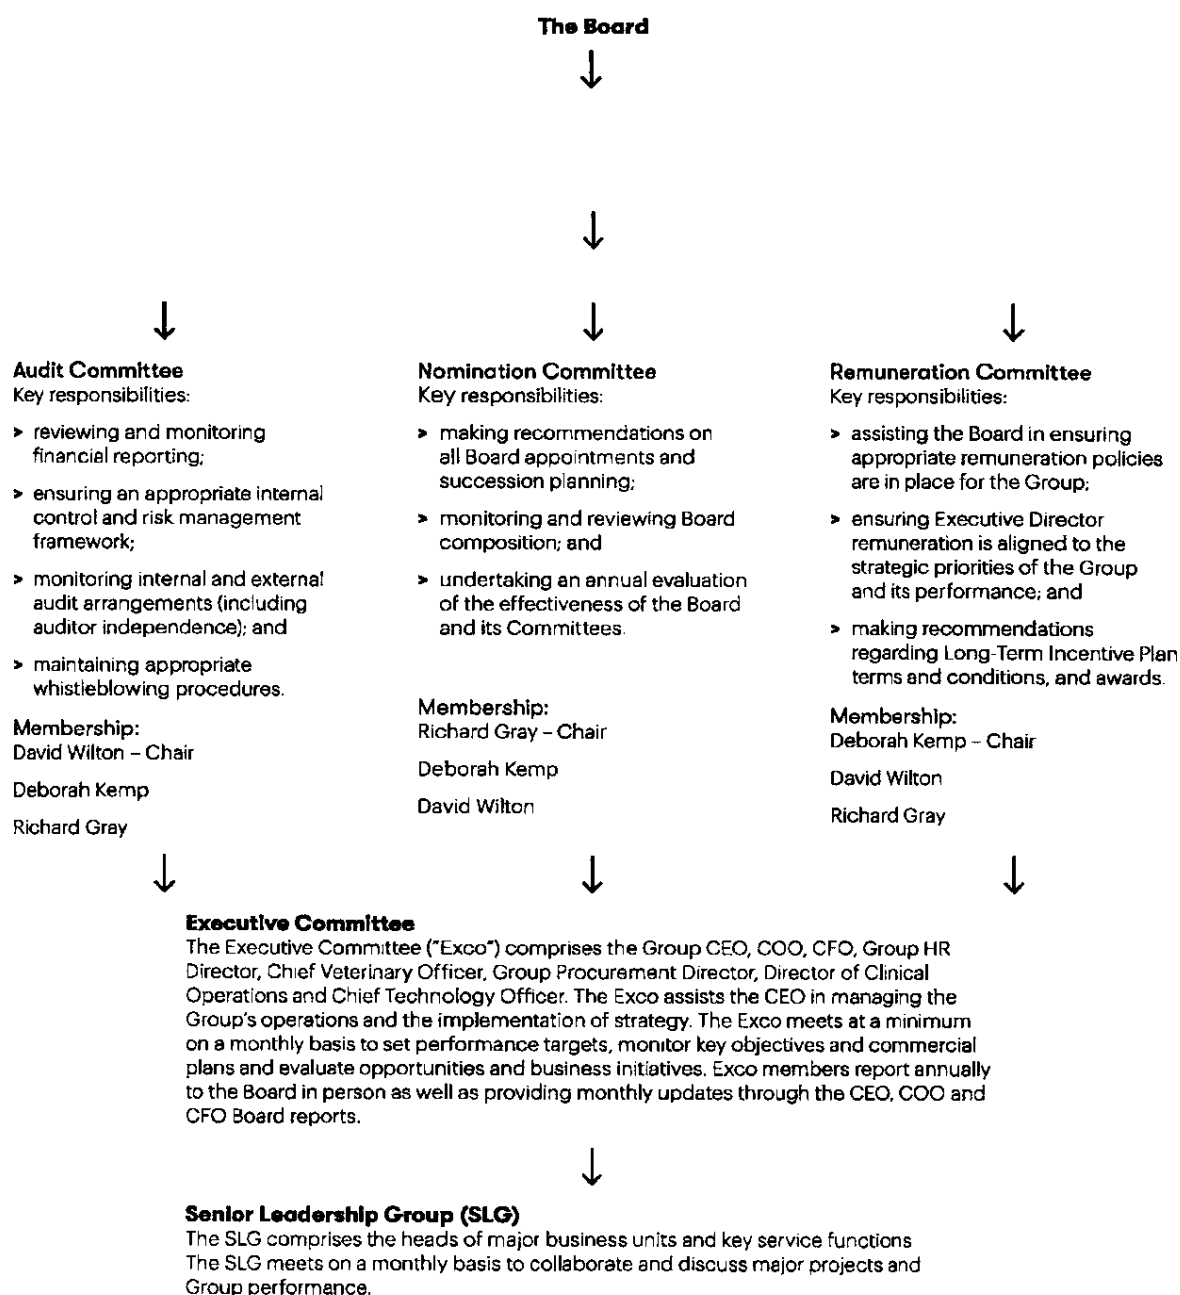 The Board
Audit Committee
Key responsibilities:
> reviewing and monitoring
financial reporting;
> ensuring an appropriate internal
control and risk management
framework;
> monitoring internal and external
audit arrangements (including
auditor independence); and
> maintaining appropriate
whistleblowing procedures.
Membership:
David Wilton – Chair
Deborah Kemp
Richard Gray
Nomination Committee
Key responsibilities:
> making recommendations on
all Board appointments and
succession planning;
> monitoring and reviewing Board
composition; and
> undertaking an annual evaluation
of the effectiveness of the Board
and its Committees.
Membership:
Richard Gray – Chair
Deborah Kemp
David Wilton
Remuneration Committee
Key responsibilities:
> assisting the Board in ensuring
appropriate remuneration policies
are in place for the Group;
> ensuring Executive Director
remuneration is aligned to the
strategic priorities of the Group
and its performance; and
> making recommendations
regarding Long-Term Incentive Plan
terms and conditions, and awards.
Membership:
Deborah Kemp – Chair
David Wilton
Richard Gray
Executive Committee
The Executive Committee ("Exco") comprises the Group CEO, COO, CFO, Group HR
Director, Chief Veterinary Officer, Group Procurement Director, Director of Clinical
Operations and Chief Technology Officer. The Exco assists the CEO in managing the
Group's operations and the implementation of strategy. The Exco meets at a minimum
on a monthly basis to set performance targets, monitor key objectives and commercial
plans and evaluate opportunities and business initiatives. Exco members report annually
to the Board in person as well as providing monthly updates through the CEO, COO and
CFO Board reports.
Senior Leadership Group (SLG)
The SLG comprises the heads of major business units and key service functions
The SLG meets on a monthly basis to collaborate and discuss major projects and
Group performance.